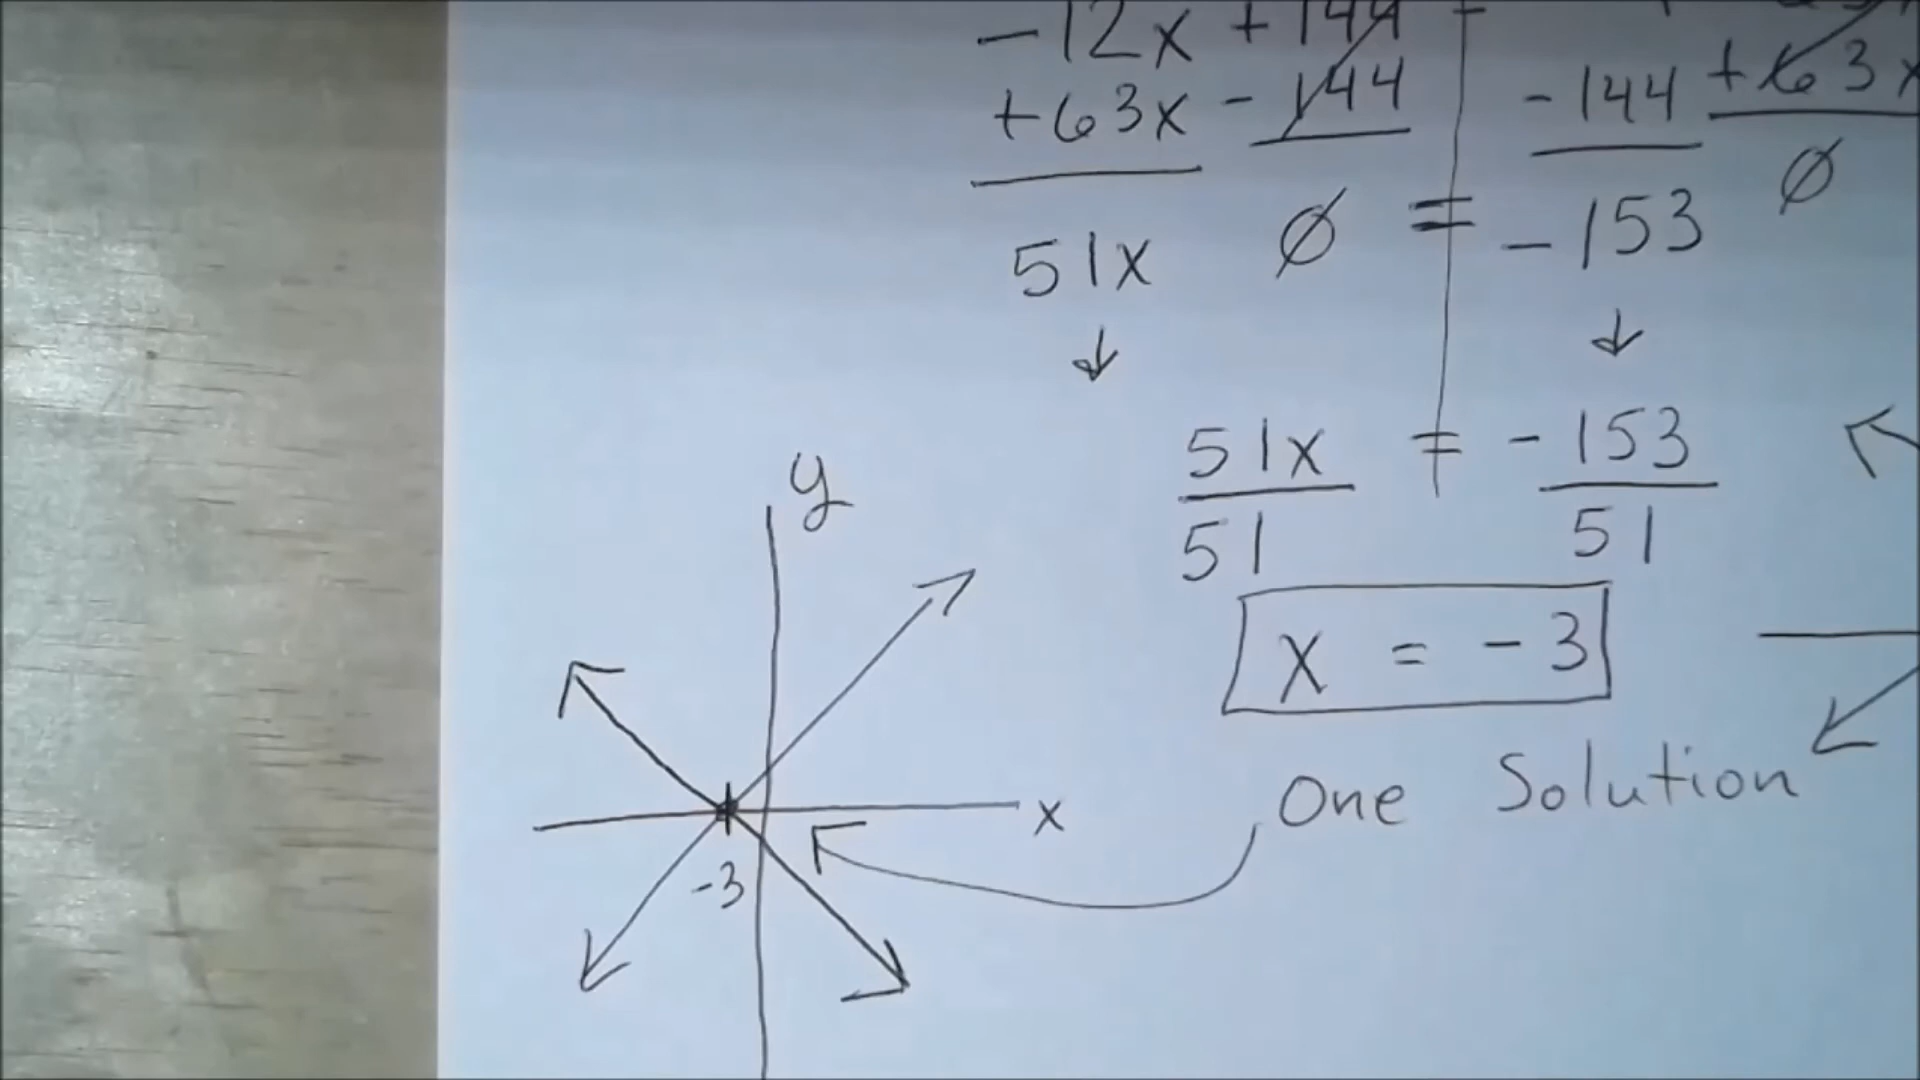 -12x +144
+63x -144 -144 +63x
51x ∅ = -153 ∅
51x = -153
51 51
x = -3
One Solution
y
x
-3